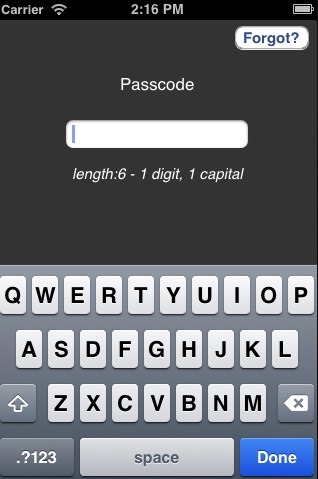 Carrier 2:16 PM
Forgot?
Passcode
length:6 - 1 digit, 1 capital
Q W E R T Y U I O P
A S D F G H J K L
Z X C V B N M
.?123 space Done